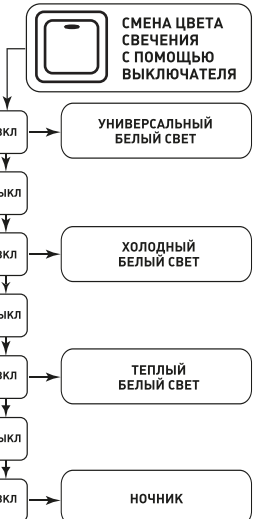 СМЕНА ЦВЕТА
СВЕЧЕНИЯ
С ПОМОЩЬЮ
ВЫКЛЮЧАТЕЛЯ
ВКЛ
УНИВЕРСАЛЬНЫЙ
БЕЛЫЙ СВЕТ
ЫКЛ
ВКЛ
ХОЛОДНЫЙ
БЕЛЫЙ СВЕТ
ЫКЛ
ВКЛ
ТЕПЛЫЙ
БЕЛЫЙ СВЕТ
ЫКЛ
ВКЛ
НОЧНИК